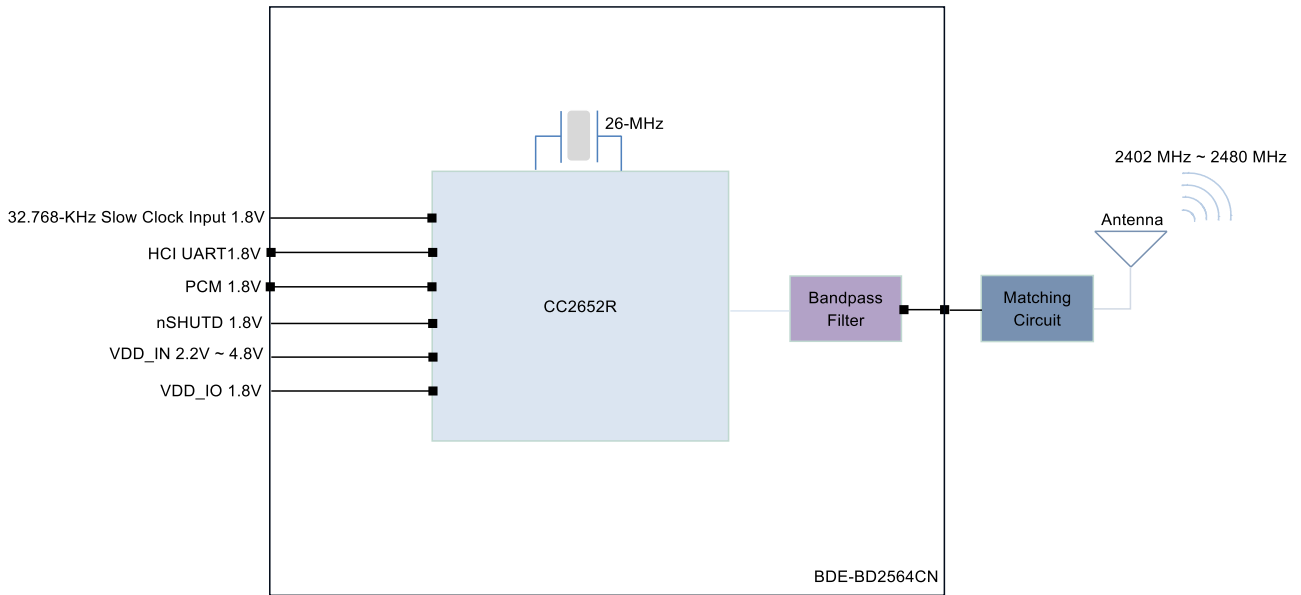 26-MHz
2402 MHz ~ 2480 MHz
32.768-KHz Slow Clock Input 1.8V
Antenna
HCI UART1.8V
PCM 1.8V
CC2652R
Bandpass
Filter
Matching
Circuit
nSHUTD 1.8V
VDD_IN 2.2V ~ 4.8V
VDD_IO 1.8V
BDE-BD2564CN